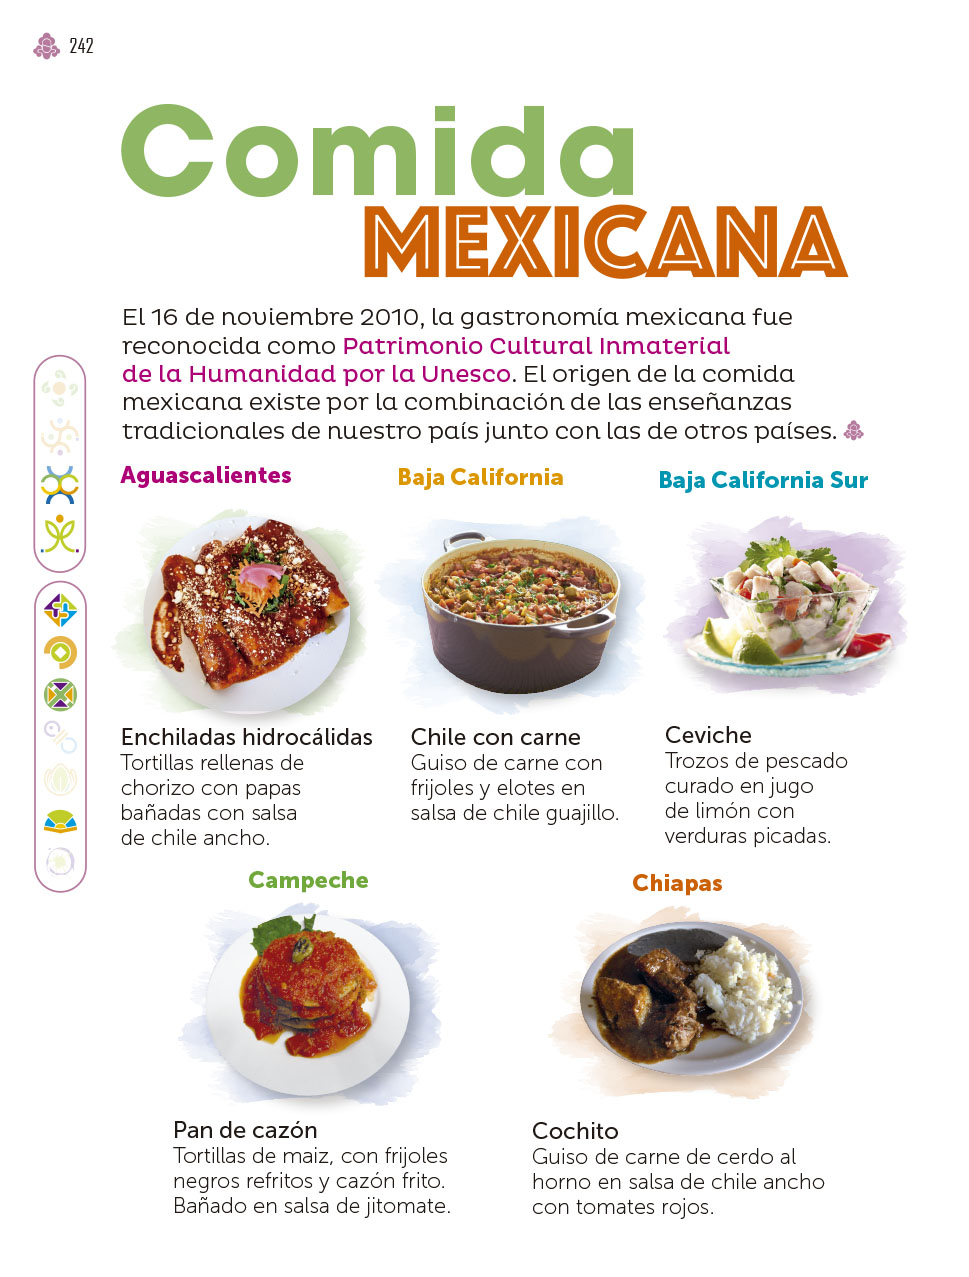 242
Comida
MEXICANA
El 16 de noviembre 2010, la gastronomía mexicana fue
reconocida como Patrimonio Cultural Inmaterial
de la Humanidad por la Unesco. El origen de la comida
mexicana existe por la combinación de las enseñanzas
tradicionales de nuestro país junto con las de otros países.
Aguascalientes
Baja California
Baja California Sur
Enchiladas hidrocálidas
Tortillas rellenas de
chorizo con papas
bañadas con salsa
de chile ancho.
Chile con carne
Guiso de carne con
frijoles y elotes en
salsa de chile guajillo.
Ceviche
Trozos de pescado
curado en jugo
de limón con
verduras picadas.
Campeche
Chiapas
Pan de cazón
Tortillas de maiz, con frijoles
negros refritos y cazón frito.
Bañado en salsa de jitomate.
Cochito
Guiso de carne de cerdo al
horno en salsa de chile ancho
con tomates rojos.